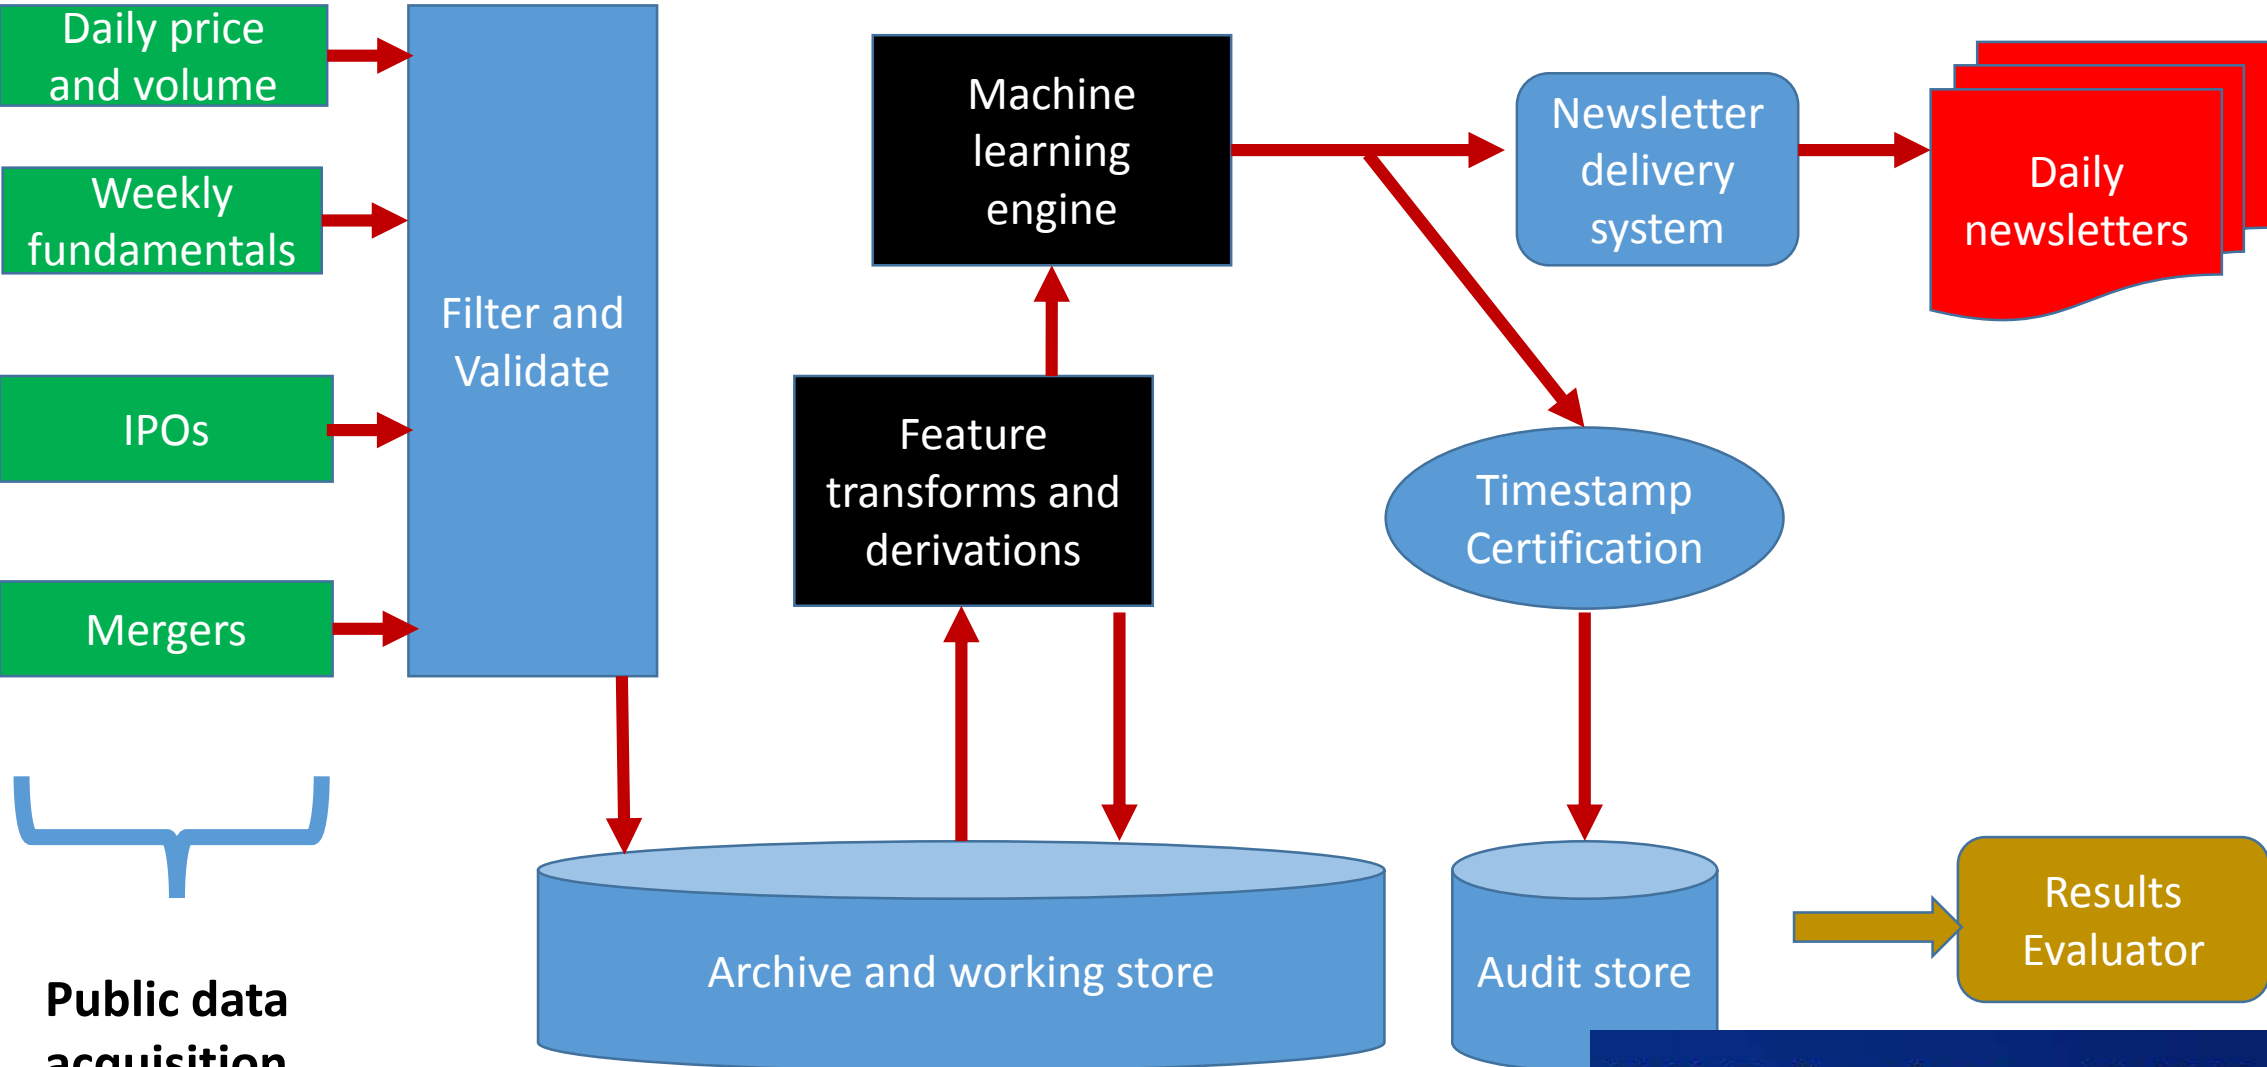 Daily price
and volume
Weekly
fundamentals
IPOs
Mergers
Filter and
Validate
Machine
learning
engine
Feature
transforms and
derivations
Newsletter
delivery
system
Daily
newsletters
Timestamp
Certification
Archive and working store
Audit store
Results
Evaluator
Public data
acquisition